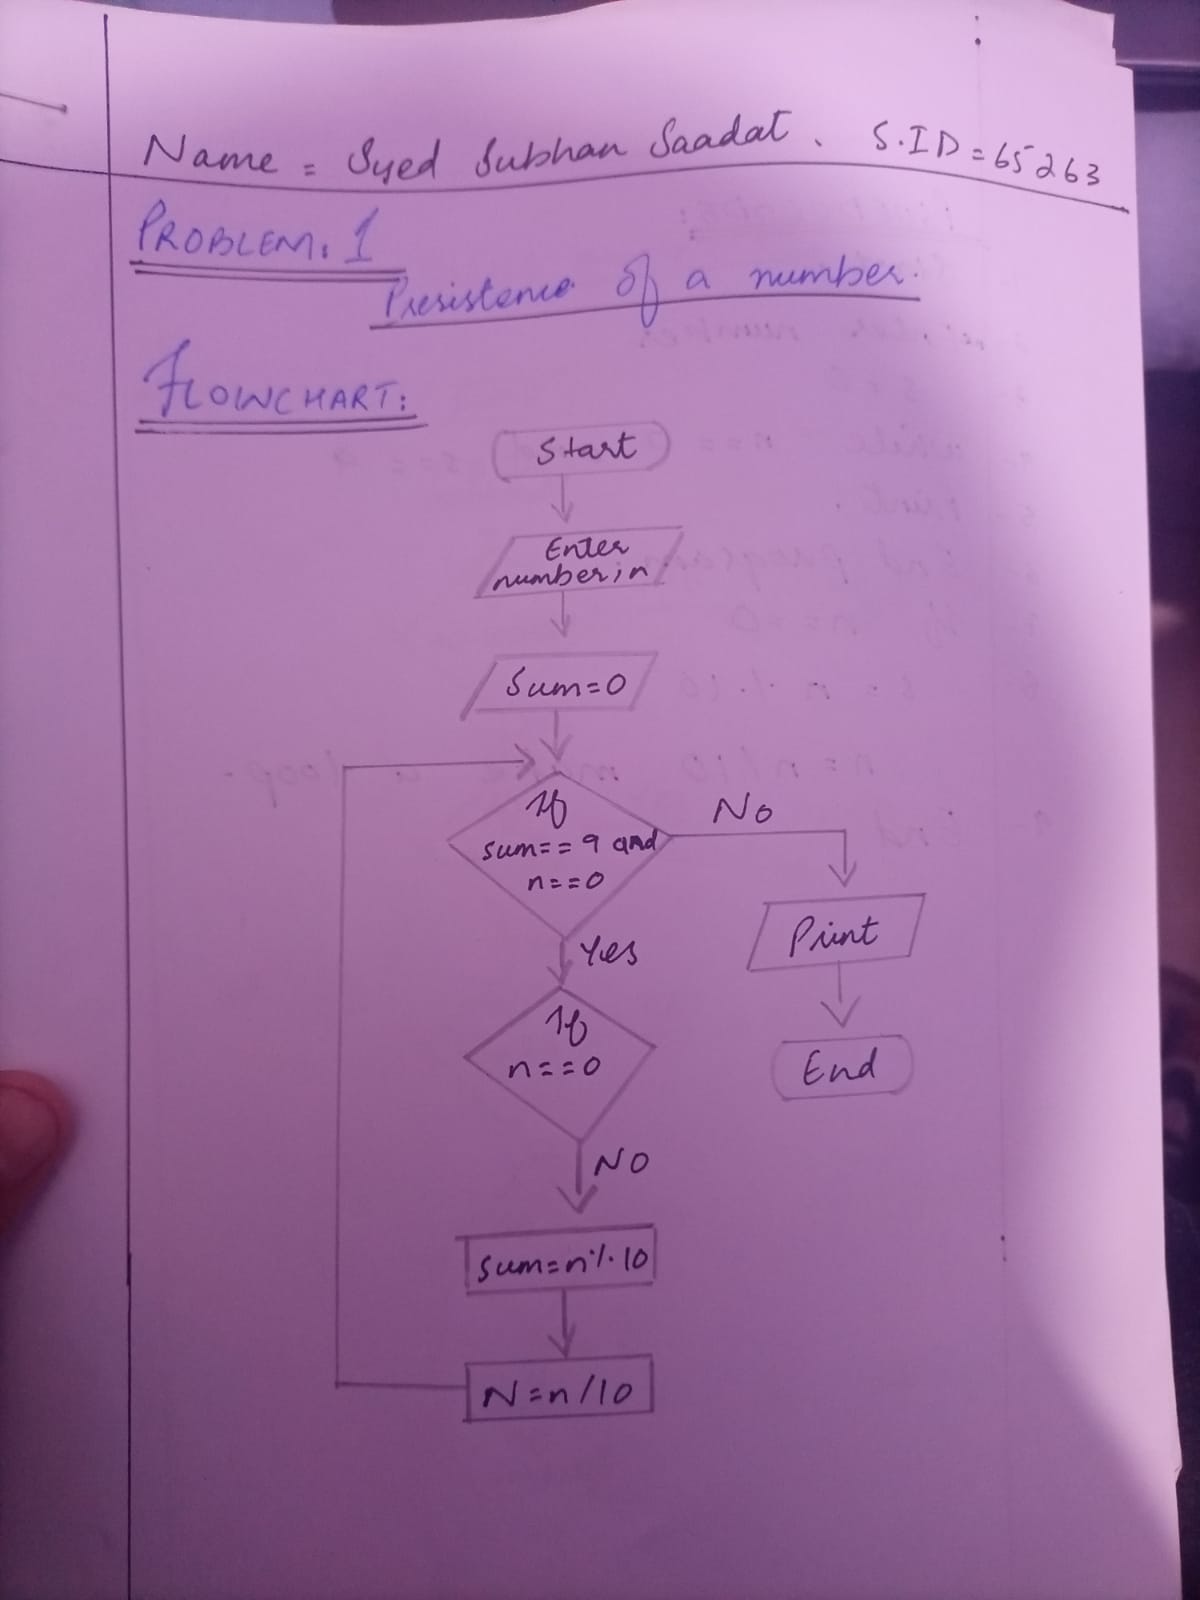 Name = Syed Subhan Saadat. S.ID = 65263
PROBLEM. 1
Presistence of a number.
FLOWCHART:
Start
Enter
number; n
Sum=0
If
sum==9 and
n==0
No
Print
End
Yes
If
n==0
NO
Sum=n%10
N=n/10